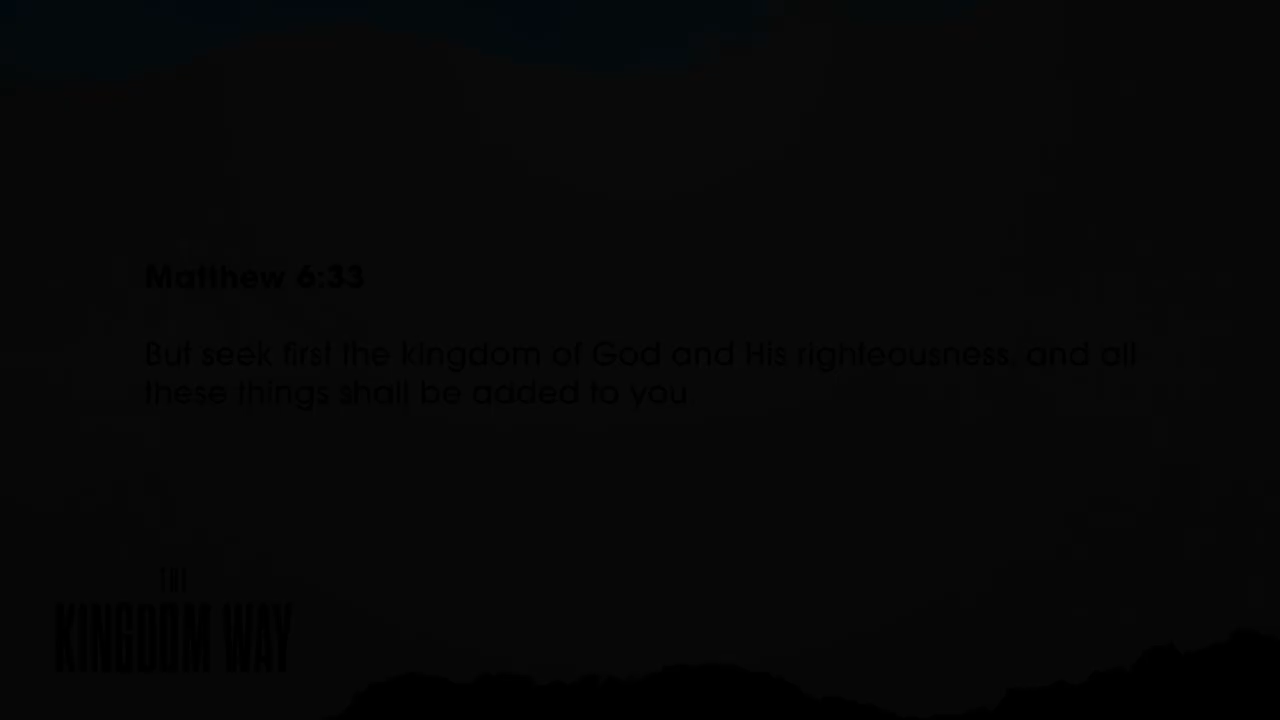 Matthew 6:33
But seek first the kingdom of God and His righteousness, and all
these things shall be added to you.
THE
KINGDOM WAY